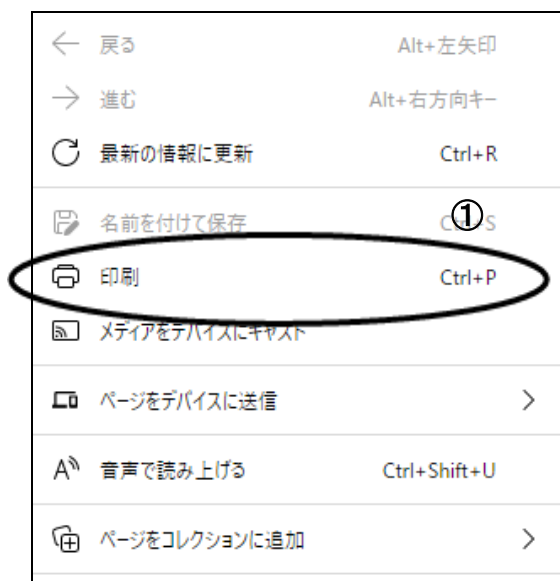 戻る Alt+左矢印
進む Alt+右方向キー
最新の情報に更新 Ctrl+R
①
名前を付けて保存 Ctrl+S
印刷 Ctrl+P
メディアをデバイスにキャスト
ページをデバイスに送信
音声で読み上げる Ctrl+Shift+U
ページをコレクションに追加